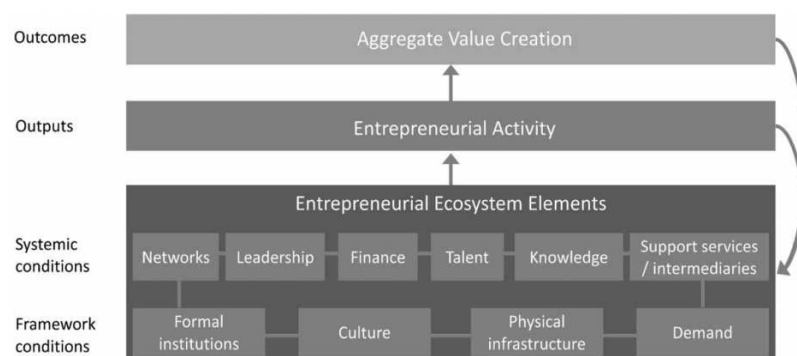 Outcomes
Aggregate Value Creation
Outputs
Entrepreneurial Activity
Entrepreneurial Ecosystem Elements
Systemic
conditions
Networks
Leadership
Finance
Talent
Knowledge
Support services
/ intermediaries
Framework
conditions
Formal
institutions
Culture
Physical
infrastructure
Demand